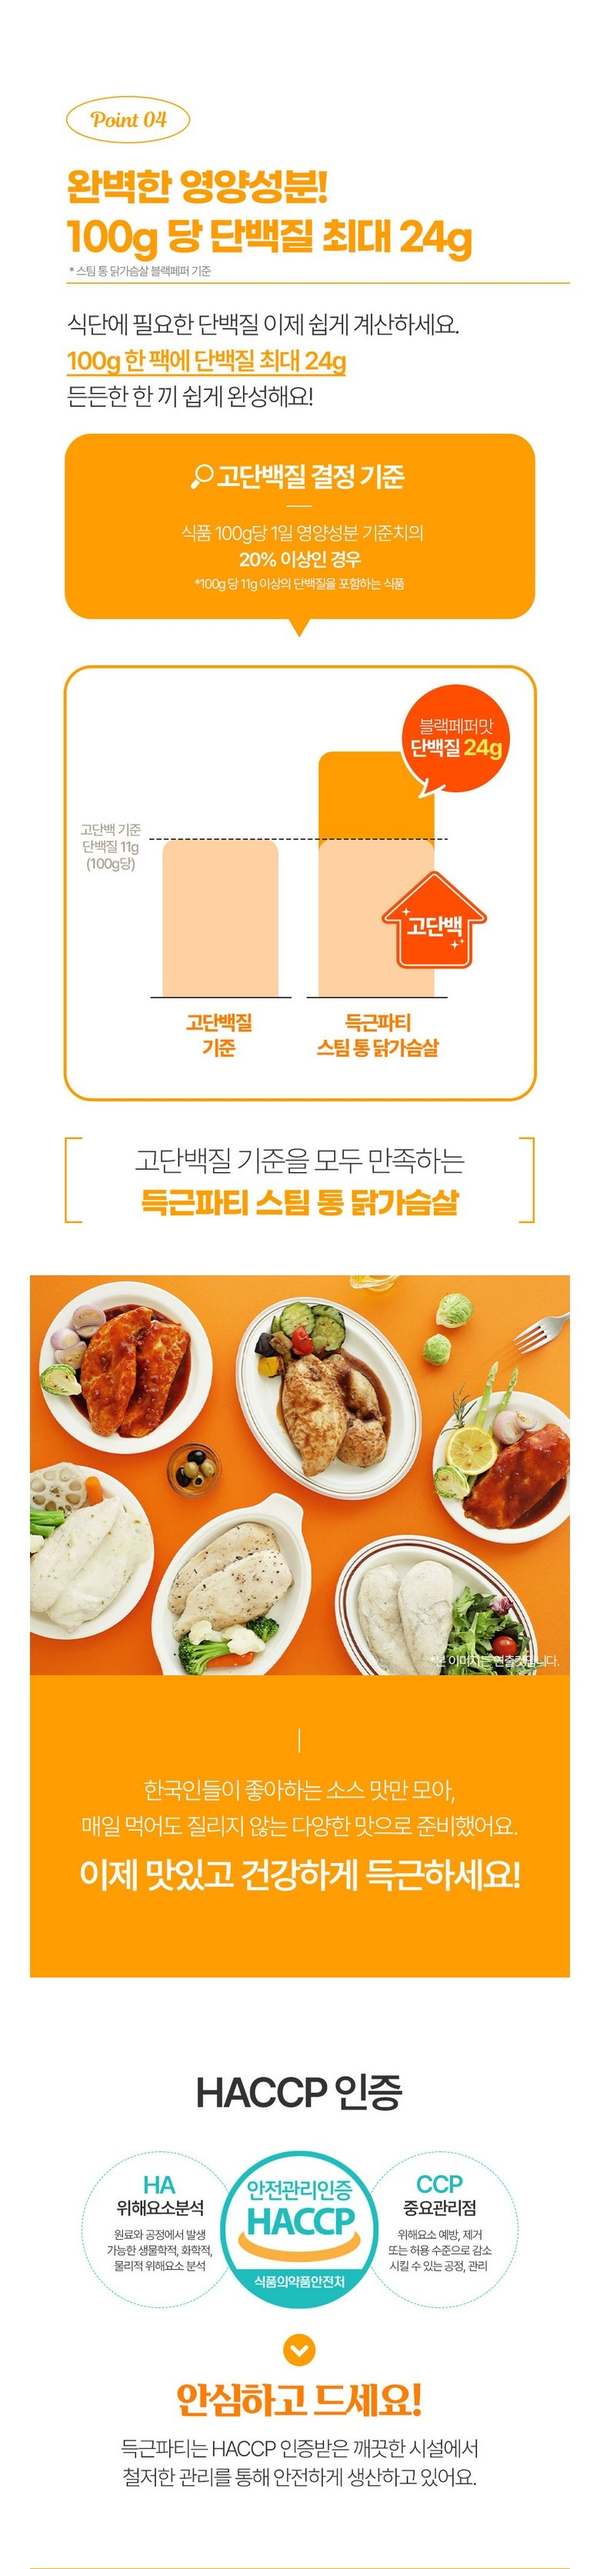 Point 04
완벽한 영양성분!
100g 당 단백질 최대 24g
* 스팀 통 닭가슴살 블랙페퍼 기준
식단에 필요한 단백질 이제 쉽게 계산하세요.
100g 한 팩에 단백질 최대 24g
든든한 한 끼 쉽게 완성해요!
고단백질 결정 기준
식품 100g당 1일 영양성분 기준치의
20% 이상인 경우
*100g 당 11g 이상의 단백질을 포함하는 식품
블랙페퍼맛
단백질 24g
고단백 기준
단백질 11g
(100g당)
고단백
고단백질
기준
득근파티
스팀 통 닭가슴살
고단백질 기준을 모두 만족하는
득근파티 스팀 통 닭가슴살
*본 이미지는 연출컷입니다.
한국인들이 좋아하는 소스 맛만 모아,
매일 먹어도 질리지 않는 다양한 맛으로 준비했어요.
이제 맛있고 건강하게 득근하세요!
HACCP 인증
HA
위해요소분석
원료와 공정에서 발생
가능한 생물학적, 화학적,
물리적 위해요소 분석
안전관리인증
HACCP
식품의약품안전처
CCP
중요관리점
위해요소 예방, 제거
또는 허용 수준으로 감소
시킬 수 있는 공정, 관리
안심하고 드세요!
득근파티는 HACCP 인증받은 깨끗한 시설에서
철저한 관리를 통해 안전하게 생산하고 있어요.